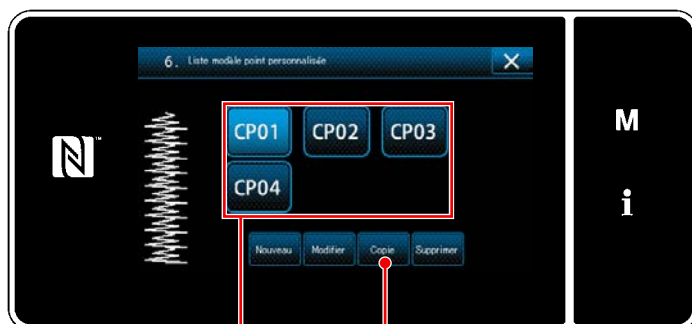 6. Liste modèle point personnalisée
CP01 CP02 CP03
CP04
Nouveau Modifier Copie Supprimer
M
i